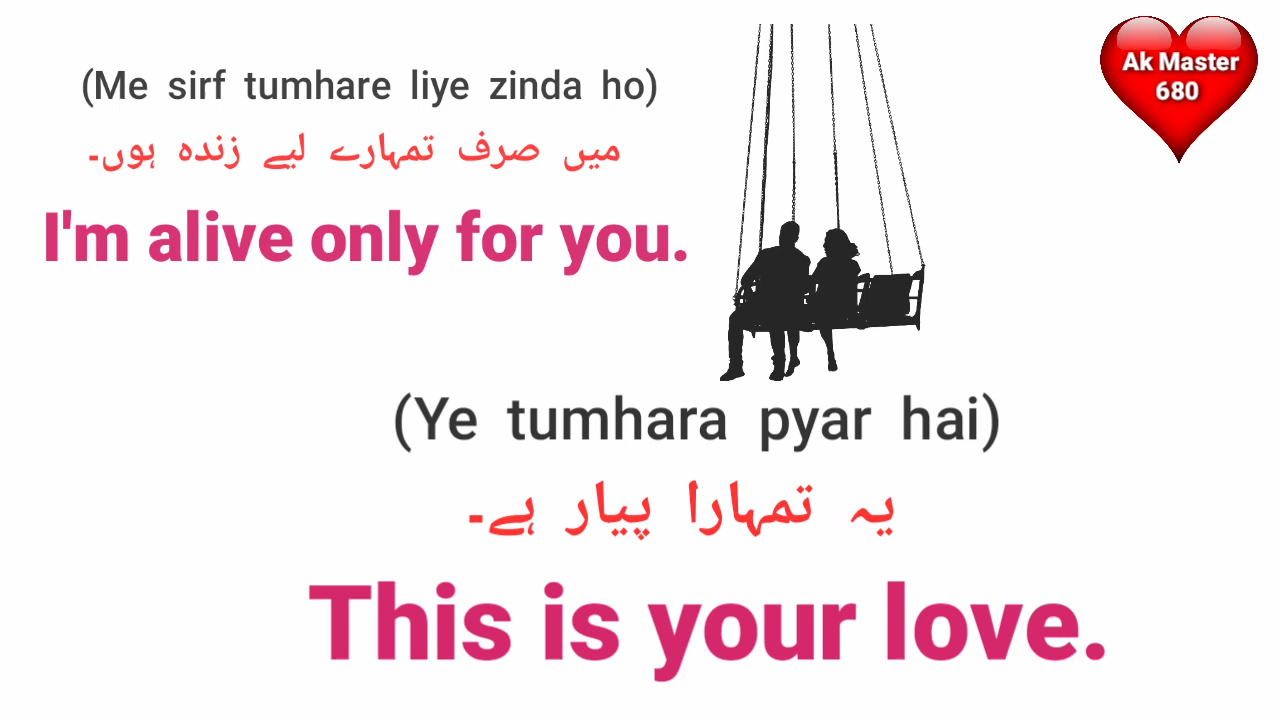 (Me sirf tumhare liye zinda ho)
میں صرف تمہارے لیے زندہ ہوں۔
I'm alive only for you.
Ak Master
680
(Ye tumhara pyar hai)
یہ تمہارا پیار ہے۔
This is your love.